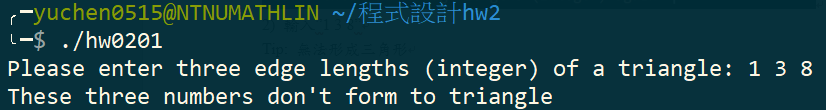 ╭─yuchen0515@NTNUMATHLIN ~/程式設計hw2
╰─$ ./hw0201
Please enter three edge lengths (integer) of a triangle: 1 3 8
These three numbers don't form to triangle